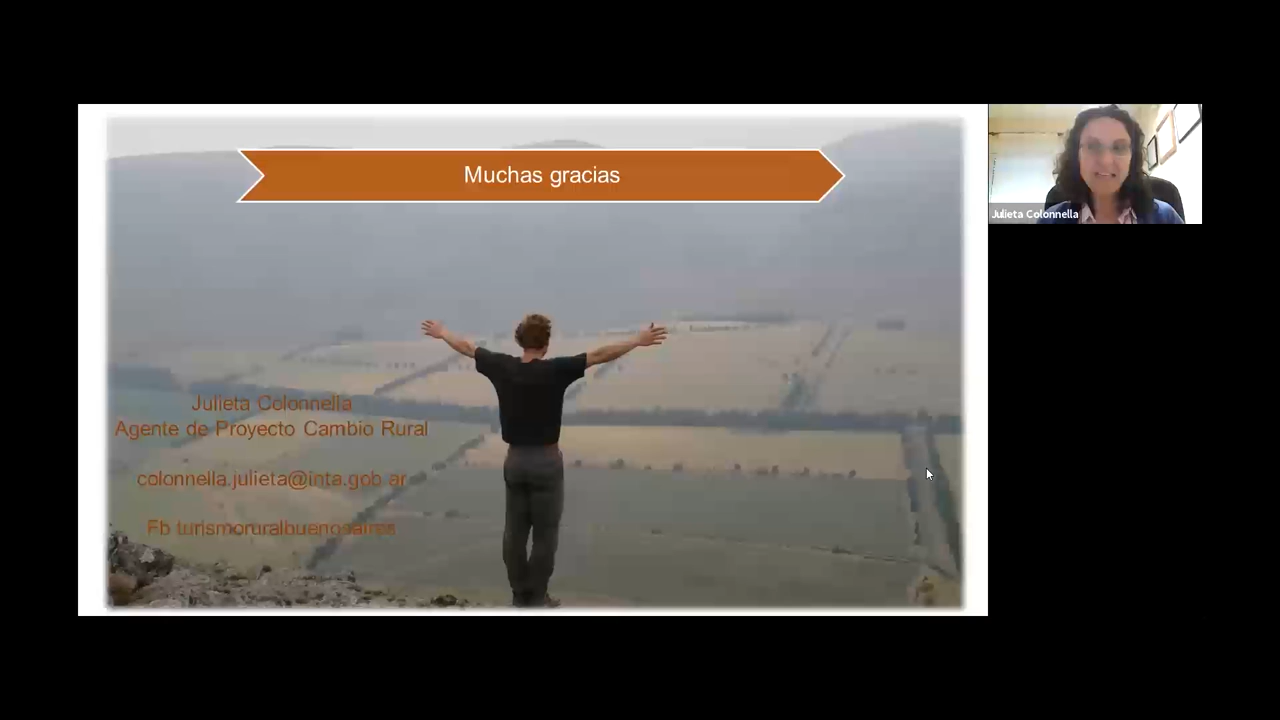 Muchas gracias
Julieta Colonnella
Julieta Colonnella
Agente de Proyecto Cambio Rural
colonnella.julieta@inta.gob.ar
Fb turismoruralbuenosaires